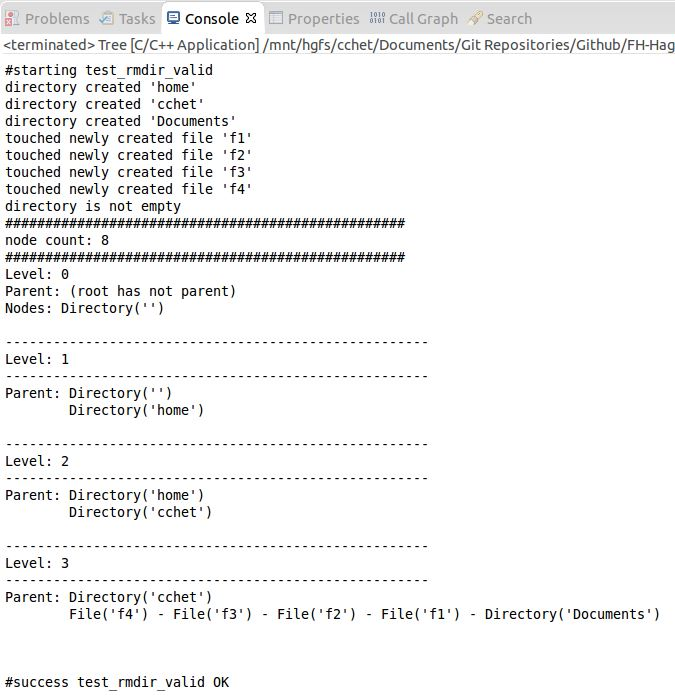 Problems Tasks Console Properties Call Graph Search
<terminated> Tree [C/C++ Application] /mnt/hgfs/cchet/Documents/Git Repositories/Github/FH-Hag
#starting test_rmdir_valid
directory created 'home'
directory created 'cchet'
directory created 'Documents'
touched newly created file 'f1'
touched newly created file 'f2'
touched newly created file 'f3'
touched newly created file 'f4'
directory is not empty
##################################################
node count: 8
##################################################
Level: 0
Parent: (root has not parent)
Nodes: Directory('')
-----------------------------------------------------
Level: 1
-----------------------------------------------------
Parent: Directory('')
Directory('home')
-----------------------------------------------------
Level: 2
-----------------------------------------------------
Parent: Directory('home')
Directory('cchet')
-----------------------------------------------------
Level: 3
-----------------------------------------------------
Parent: Directory('cchet')
File('f4') - File('f3') - File('f2') - File('f1') - Directory('Documents')
#success test_rmdir_valid OK